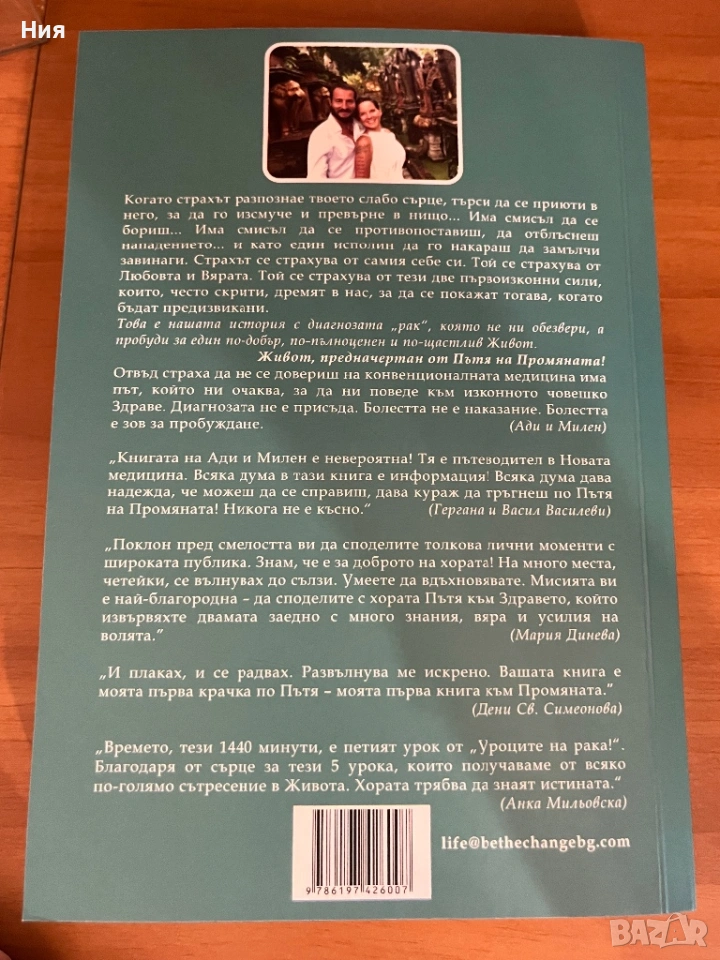 Ния
Когато страхът разпознае твоето слабо сърце, търси да се приюти в
него, за да го изсмуче и превърне в нищо... Има смисъл да се
бориш... Има смисъл да се противопоставиш, да отблъснеш
нападението... и като един исполин да го накараш да замълчи
завинаги. Страхът се страхува от самия себе си. Той се страхува от
Любовта и Вярата. Той се страхува от тези две първоизконни сили,
които, често скрити, дремят в нас, за да се покажат тогава, когато
бъдат предизвикани.
Това е нашата история с диагнозата „рак“, която не ни обезвери, а
пробуди за един по-добър, по-пълноценен и по-щастлив Живот.
Живот, предначертан от Пътя на Промяната!
Отвъд страха да не се довериш на конвенционалната медицина има
път, който ни очаква, за да ни поведе към изконното човешко
Здраве. Диагнозата не е присъда. Болестта не е наказание. Болестта
е зов за пробуждане. (Ади и Милен)
„Книгата на Ади и Милен е невероятна! Тя е пътеводител в Новата
медицина. Всяка дума в тази книга е информация! Всяка дума дава
надежда, че можеш да се справиш, дава кураж да тръгнеш по Пътя
на Промяната! Никога не е късно.“ (Гергана и Васил Василеви)
„Поклон пред смелостта ви да споделите толкова лични моменти с
широката публика. Знам, че е за доброто на хората! На много места,
четейки, се вълнувах до сълзи. Умеете да вдъхновявате. Мисията ви
е най-благородна – да споделите с хората Пътя към Здравето, който
извървяхте двамата заедно с много знания, вяра и усилия на
волята.” (Мария Динева)
„И плаках, и се радвах. Развълнува ме искрено. Вашата книга е
моята първа крачка по Пътя – моята първа книга към Промяната.“
(Дени Св. Симеонова)
„Времето, тези 1440 минути, е петият урок от „Уроците на рака!“.
Благодаря от сърце за тези 5 урока, които получаваме от всяко
по-голямо сътресение в Живота. Хората трябва да знаят истината.“
(Анка Мильовска)
life@bethechangebg.com
9 786197 426007
BAZAR